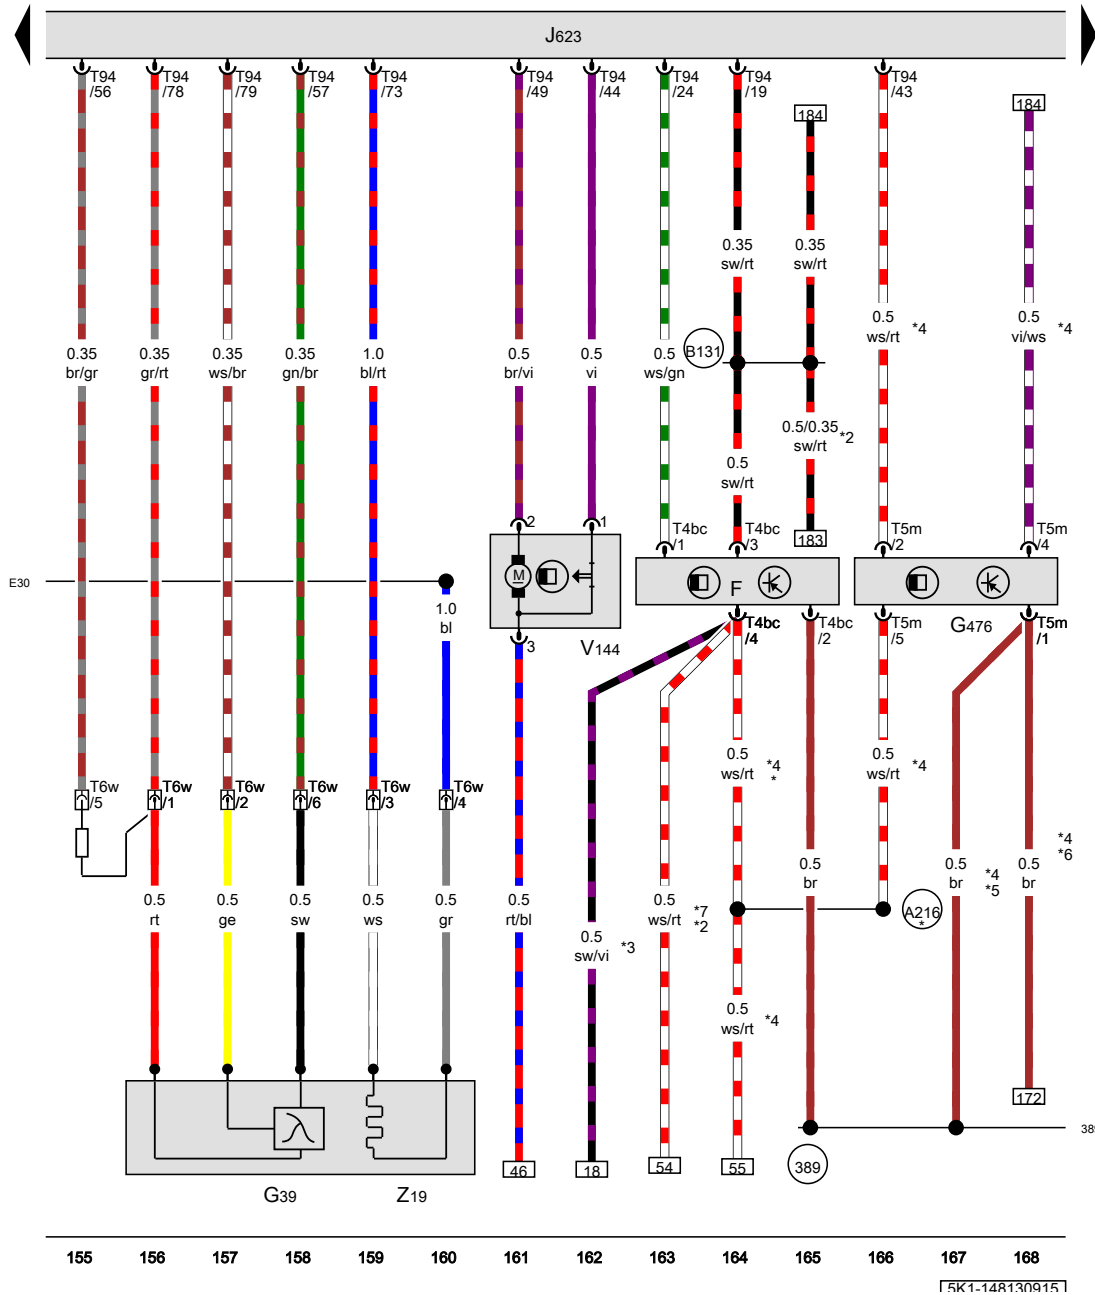 J623
T94 T94 T94 T94 T94 T94 T94 T94 T94 T94
/56 /78 /79 /57 /73 /49 /44 /24 /19 /43
184 184
0.35 0.35
sw/rt sw/rt
0.5 *4 0.5 *4
ws/rt vi/ws
B131
0.35 0.35 0.35 0.35 1.0 0.5 0.5 0.5
br/gr gr/rt ws/br gn/br bl/rt br/vi vi ws/gn
0.5/0.35 *2
sw/rt
0.5
sw/rt
2 1 T4bc T4bc 183 T5m T5m
/1 /3 /2 /4
E30
M
F
1.0
bl
T4bc T4bc T5m G476 T5m
/4 /2 /5 /1
3 V144
0.5 *4 0.5 *4
ws/rt * ws/rt
T6w T6w T6w T6w T6w T6w
/5 /1 /2 /6 /3 /4
0.5 0.5 *4 0.5 *4
br br *5 br *6
0.5 0.5 0.5 0.5 0.5 0.5 0.5 *7
rt ge sw ws gr rt/bl ws/rt *2
A216
*
0.5 *3
sw/vi
0.5 *4
ws/rt
172
389
46 18 54 55 389
G39 Z19
155 156 157 158 159 160 161 162 163 164 165 166 167 168
5K1-148130915